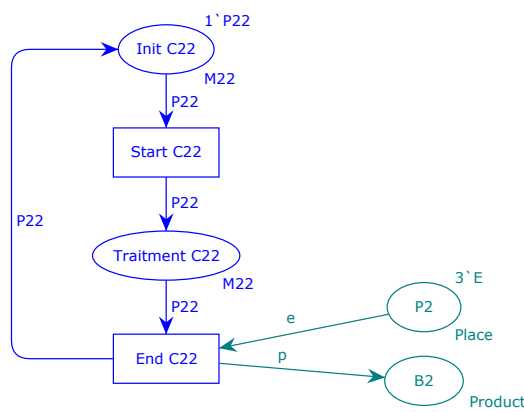 1`P22
Init C22
M22
P22
Start C22
P22
P22
Traitment C22
M22
3`E
P22
P2
e
Place
End C22
p
B2
Product